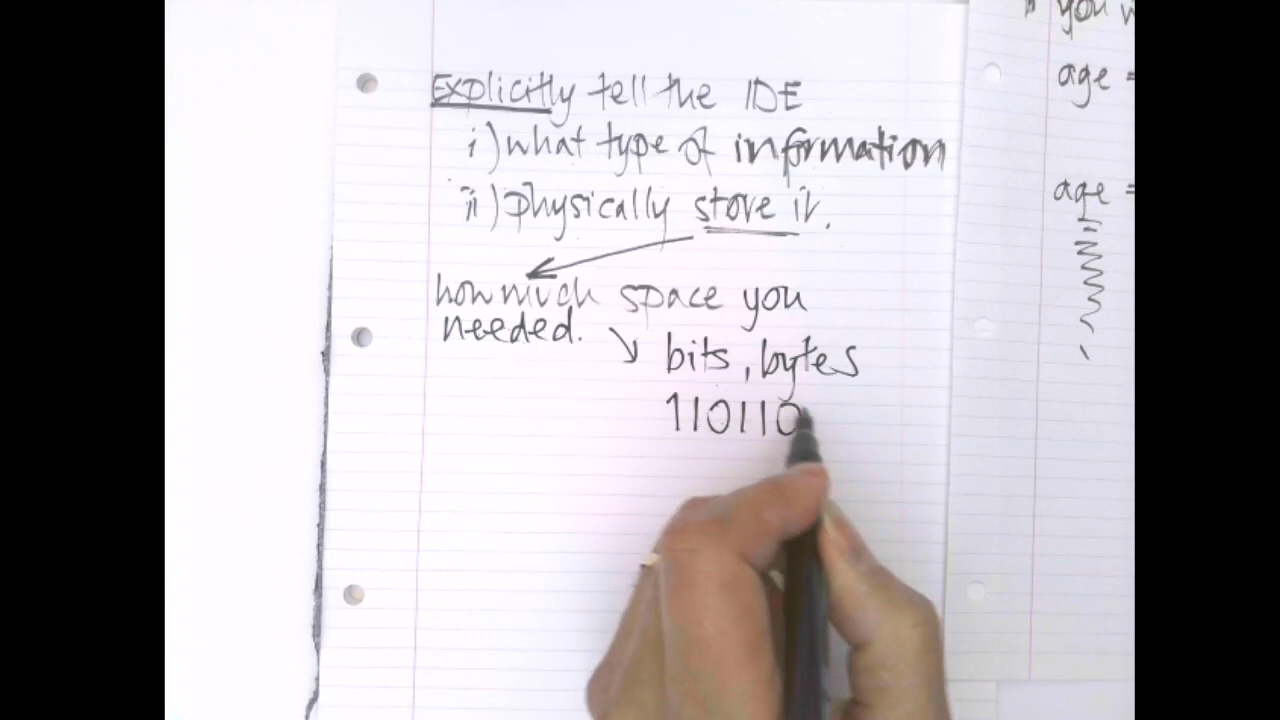 Explicitly tell the IDE
i) what type of information
ii) physically store it.
how much space you
needed.
bits, bytes
110110
you
age =
age =